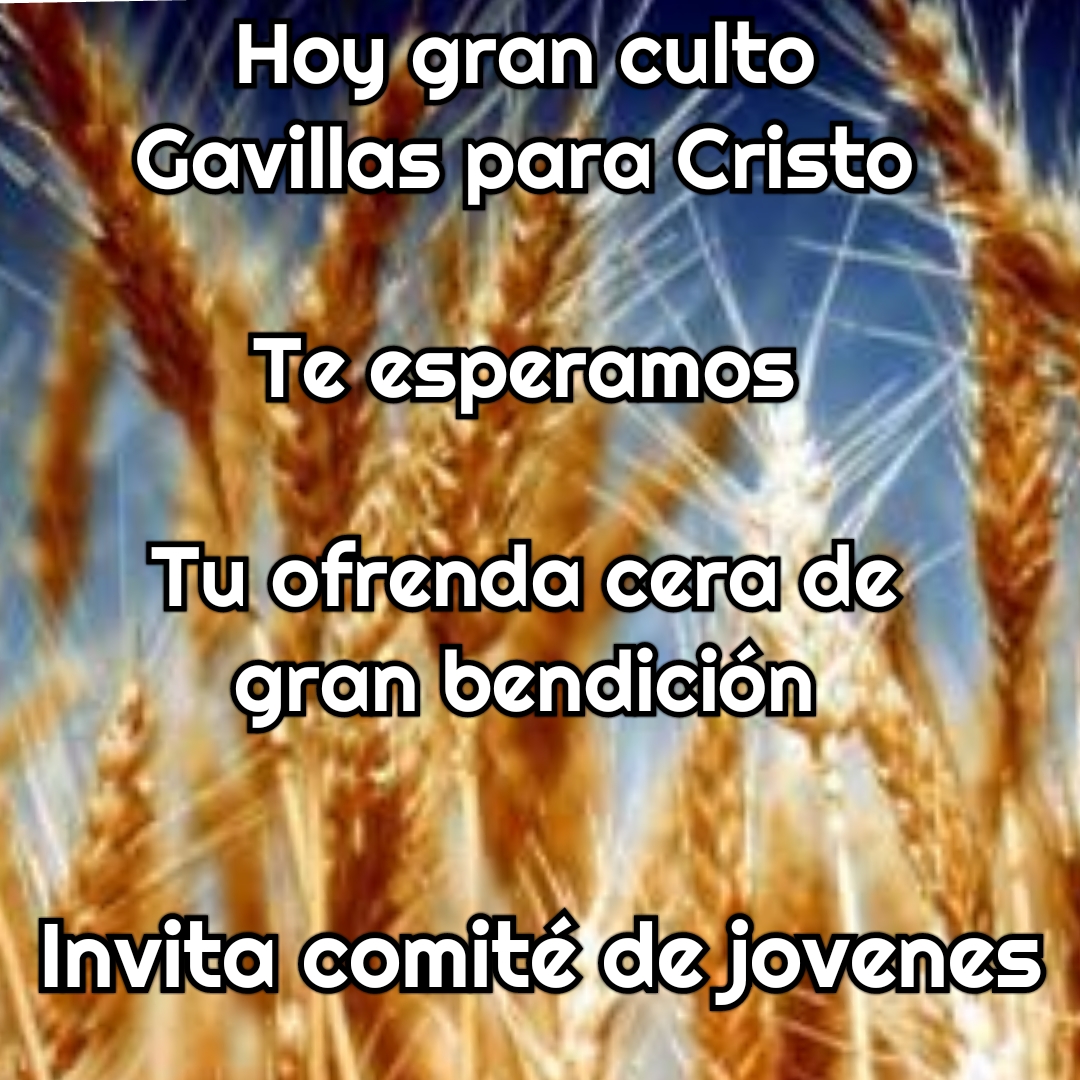 Hoy gran culto
Gavillas para Cristo
Te esperamos
Tu ofrenda cera de
gran bendición
Invita comité de jovenes